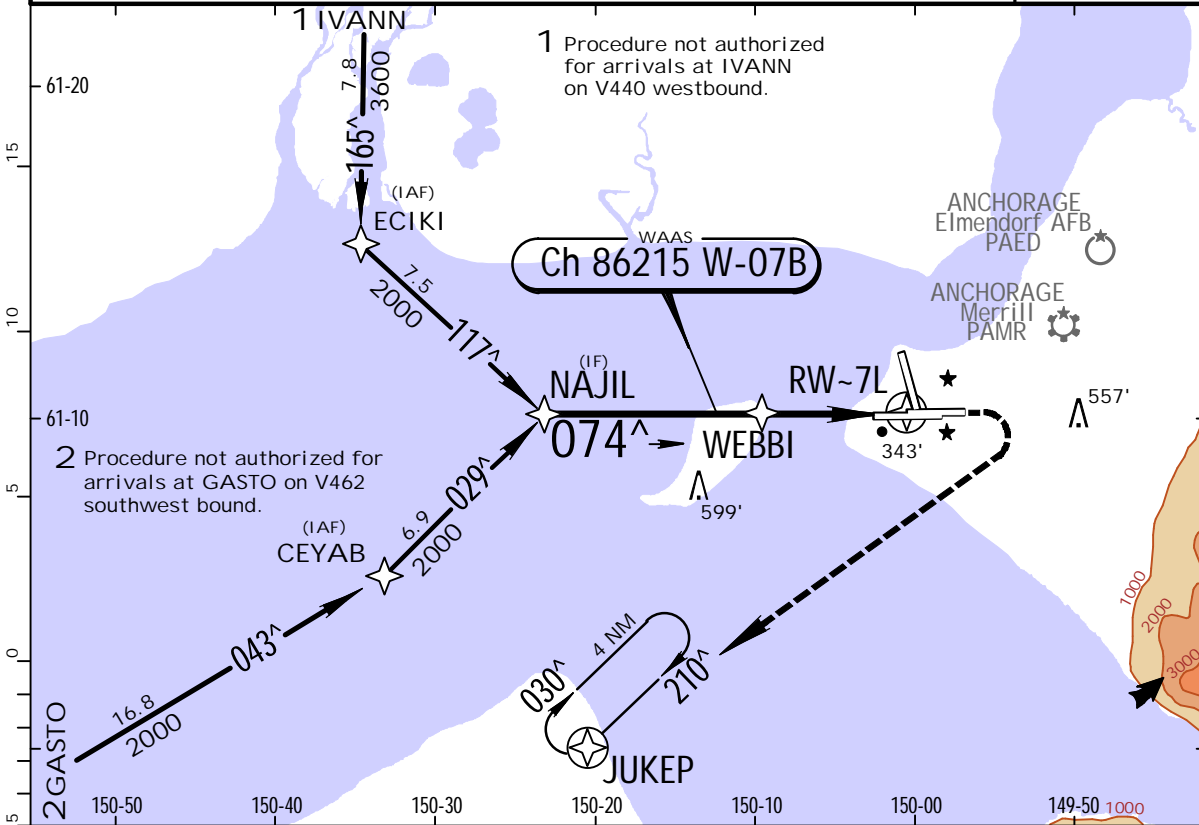 1 IVANN
1 Procedure not authorized
for arrivals at IVANN
on V440 westbound.
61-20
7.8
3600
165^
15
(IAF)
ECIKI
ANCHORAGE
Elmendorf AFB
PAED
WAAS
Ch 86215 W-07B
7.5
2000
117^
ANCHORAGE
Merrill
PAMR
10
(IF)
NAJIL
RW~7L
557'
61-10
074^
WEBBI
343'
2 Procedure not authorized for
arrivals at GASTO on V462
southwest bound.
029^
5
599'
(IAF)
CEYAB
6.9
2000
1000
2000
3000
043^
4 NM
0
030^
210^
16.8
2000
2 GASTO
JUKEP
5
150-50
150-40
150-30
150-20
150-10
150-00
149-50
1000